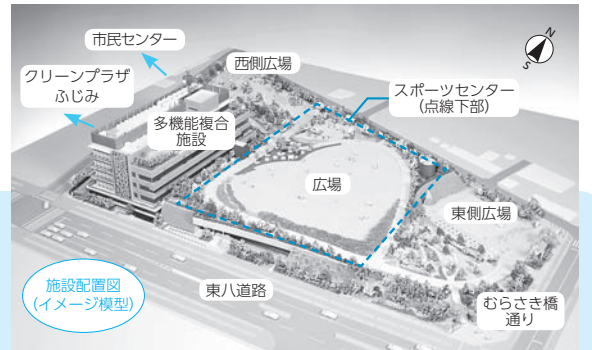 市民センター
西側広場
クリーンプラザ
ふじみ
スポーツセンター
(点線下部)
多機能複合
施設
広場
東側広場
施設配置図
(イメージ模型)
東八道路
むらさき橋
通り
N
S